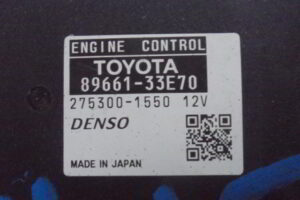 ENGINE CONTROL
TOYOTA
89661-33E70
275300-1550 12V
DENSO
MADE IN JAPAN